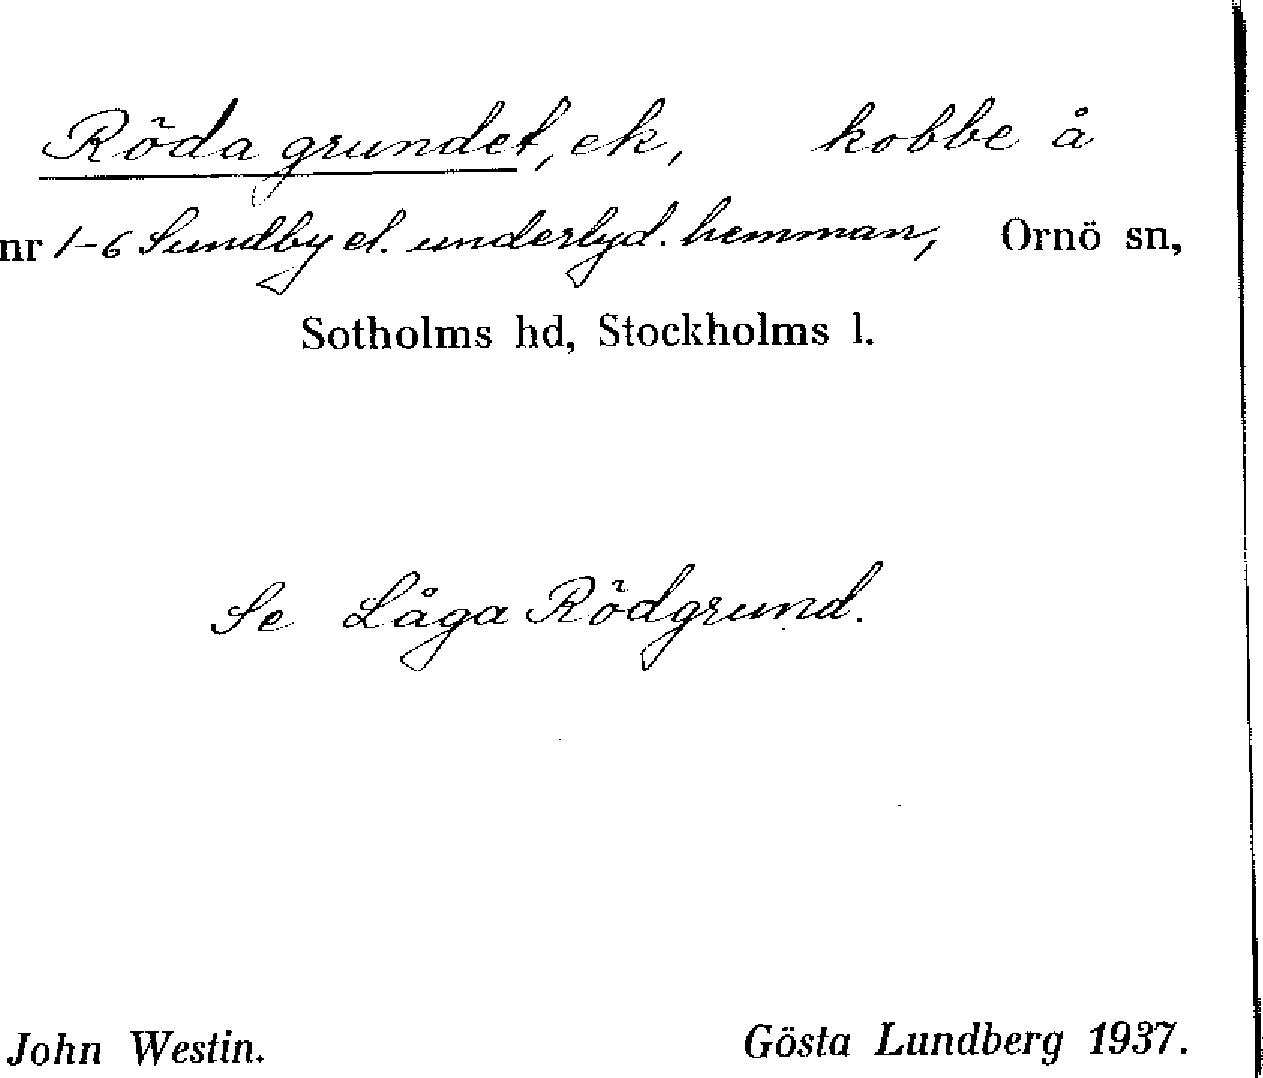 Röda grundet, ek, kobbe å
nr 1-6 Sundby el. underlyd. hemman, Ornö sn,
Sotholms hd, Stockholms l.
Se Låga Rödgrund.
John Westin. Gösta Lundberg 1937.